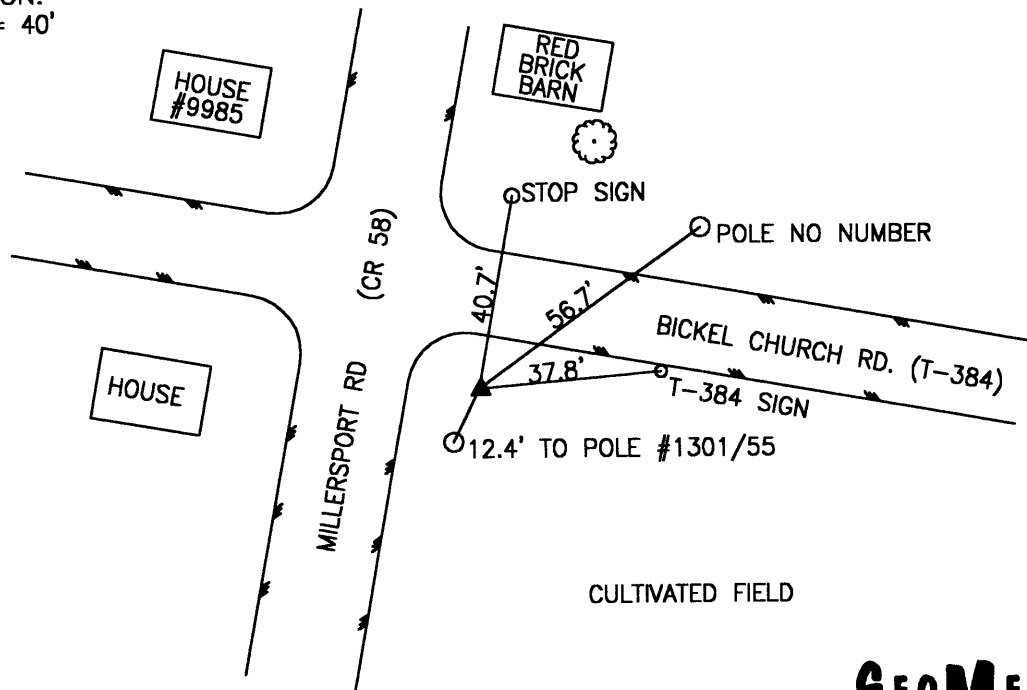 = 40'
HOUSE
#9985
RED
BRICK
BARN
STOP SIGN
POLE NO NUMBER
(CR 58)
40.7'
56.7'
BICKEL CHURCH RD. (T-384)
37.8'
T-384 SIGN
HOUSE
MILLERSPORT RD
12.4' TO POLE #1301/55
CULTIVATED FIELD